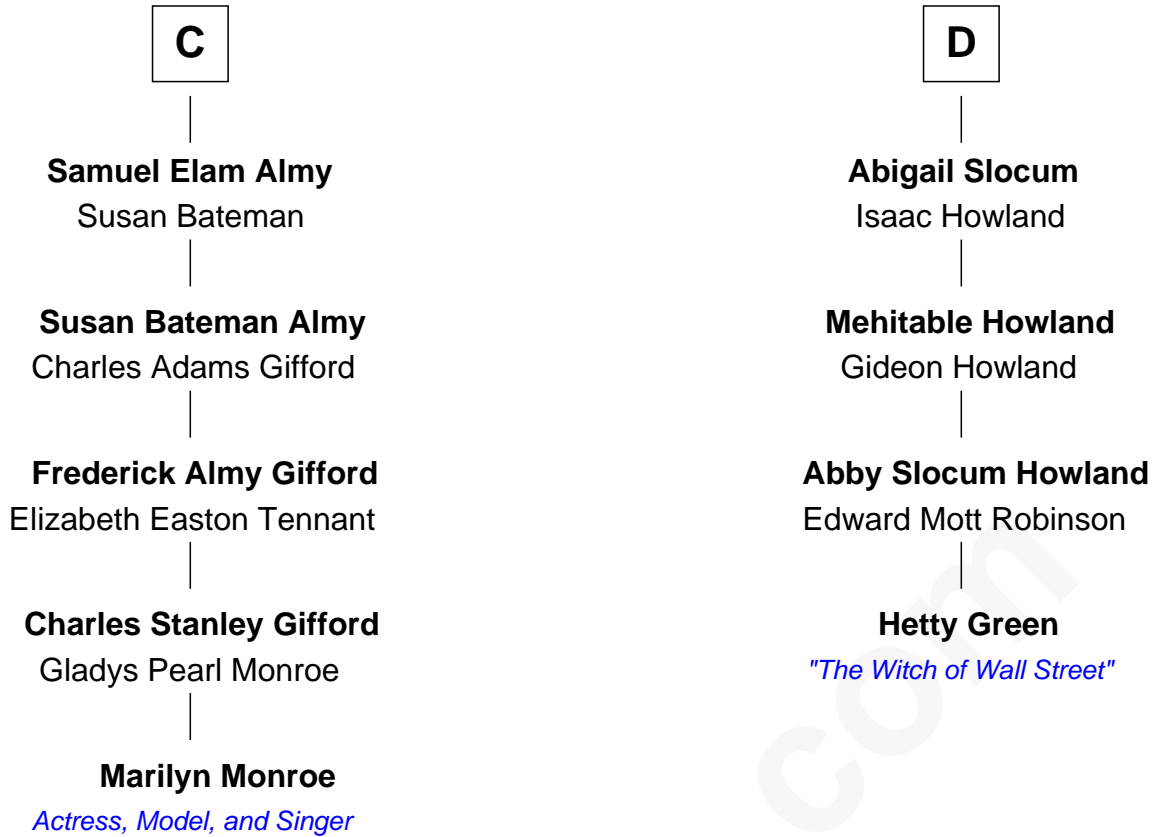 C
Samuel Elam Almy
Susan Bateman
Susan Bateman Almy
Charles Adams Gifford
Frederick Almy Gifford
Elizabeth Easton Tennant
Charles Stanley Gifford
Gladys Pearl Monroe
Marilyn Monroe
Actress, Model, and Singer
D
Abigail Slocum
Isaac Howland
Mehitable Howland
Gideon Howland
Abby Slocum Howland
Edward Mott Robinson
Hetty Green
"The Witch of Wall Street"
com